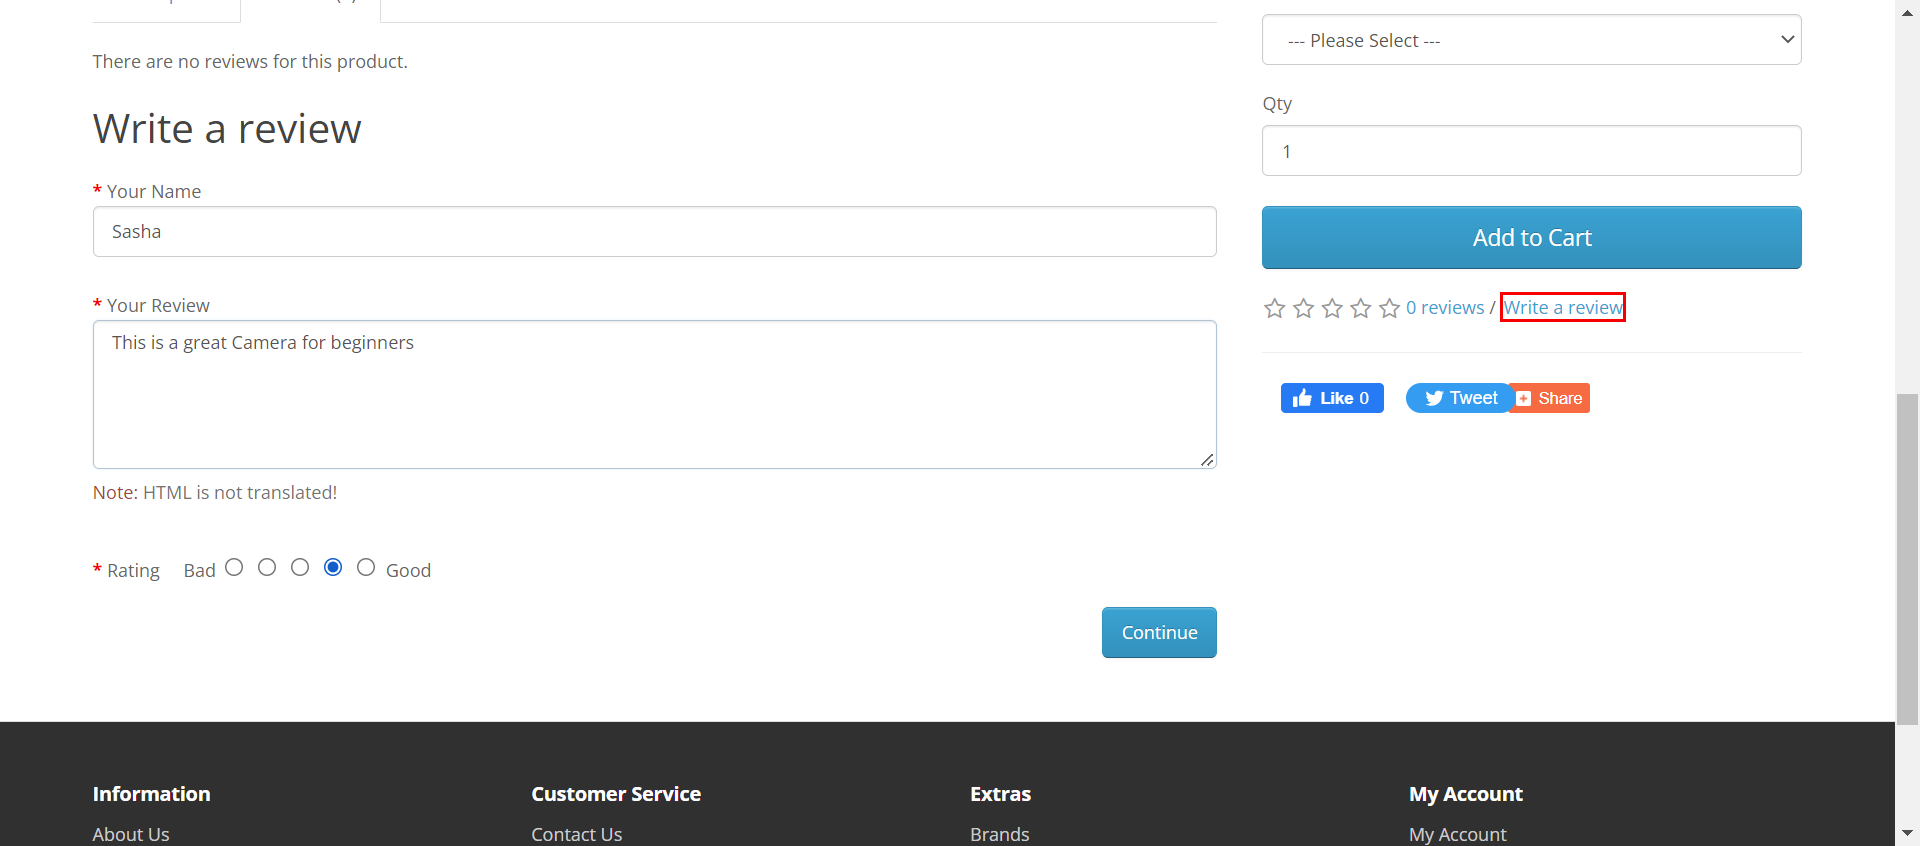 There are no reviews for this product.
Write a review
* Your Name
Sasha
* Your Review
This is a great Camera for beginners
Note: HTML is not translated!
* Rating Bad Good
Continue
--- Please Select ---
Qty
1
Add to Cart
0 reviews / Write a review
Like 0 Tweet Share
Information
About Us
Customer Service
Contact Us
Extras
Brands
My Account
My Account